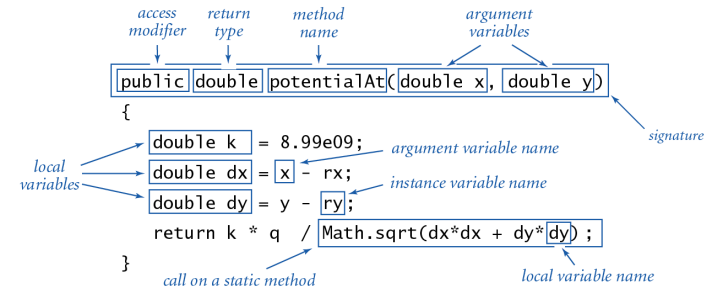 access modifier
return type
method name
argument variables
public double potentialAt(double x, double y)
signature
{
double k = 8.99e09;
argument variable name
local variables
double dx = x - rx;
instance variable name
double dy = y - ry;
return k * q / Math.sqrt(dx*dx + dy*dy);
}
call on a static method
local variable name